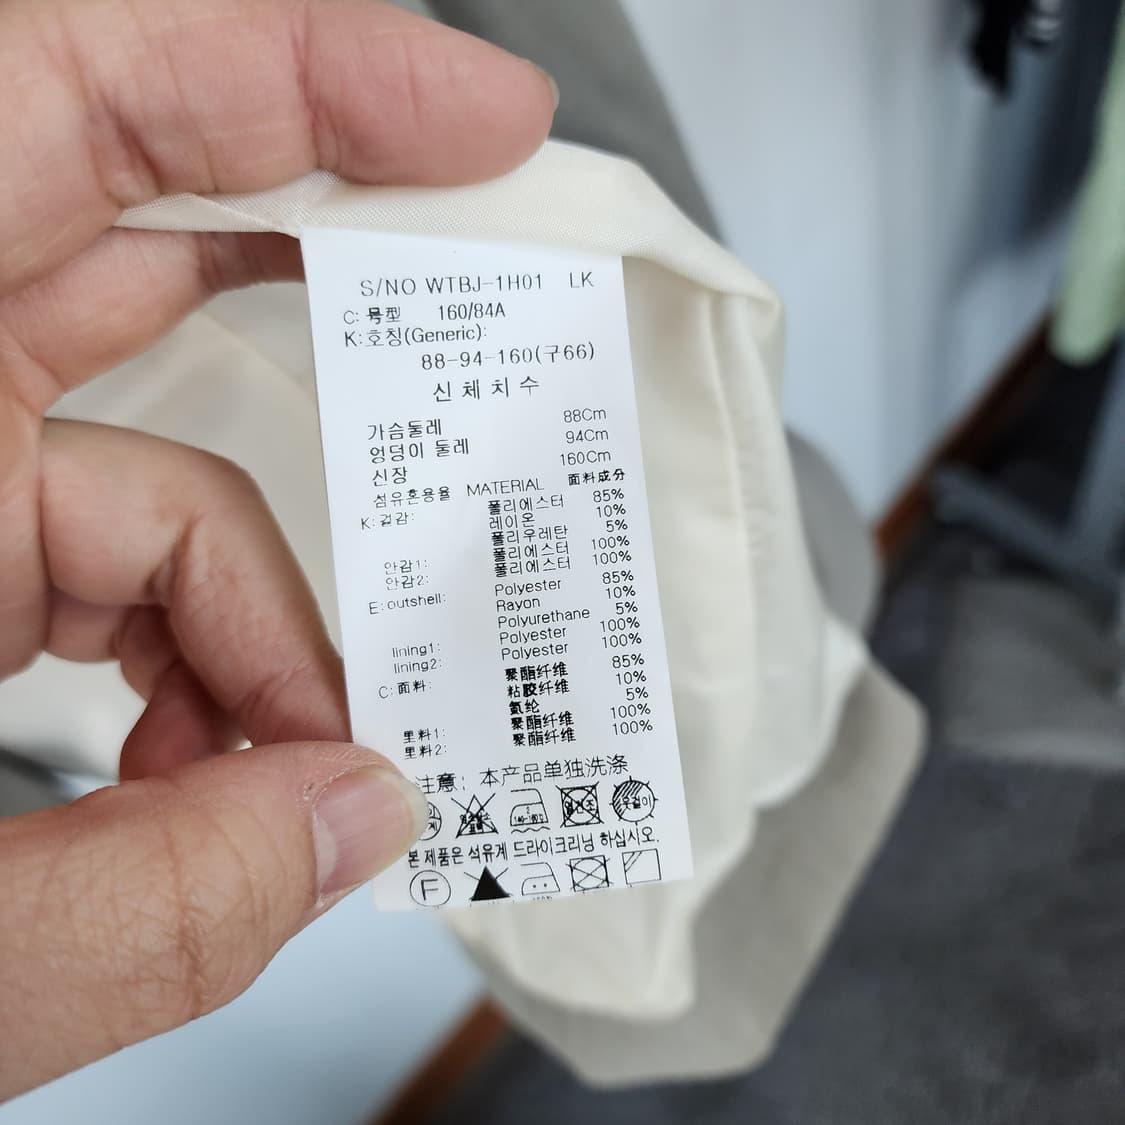 S/NO WTBJ-1H01 LK
C: 号型 160/84A
K:호칭(Generic):
88-94-160(구66)
신체치수
가슴둘레 88Cm
엉덩이 둘레 94Cm
신장 160Cm
섬유혼용율 MATERIAL 面料成分
K:겉감: 폴리에스터 85%
레이온 10%
폴리우레탄 5%
안감1: 폴리에스터 100%
안감2: 폴리에스터 100%
E:outshell: Polyester 85%
Rayon 10%
Polyurethane 5%
lining1: Polyester 100%
lining2: Polyester 100%
C:面料: 聚酯纤维 85%
粘胶纤维 10%
氨纶 5%
里料1: 聚酯纤维 100%
里料2: 聚酯纤维 100%
注意; 本产品单独洗涤
옷걸이
본 제품은 석유계 드라이크리닝 하십시오.
F